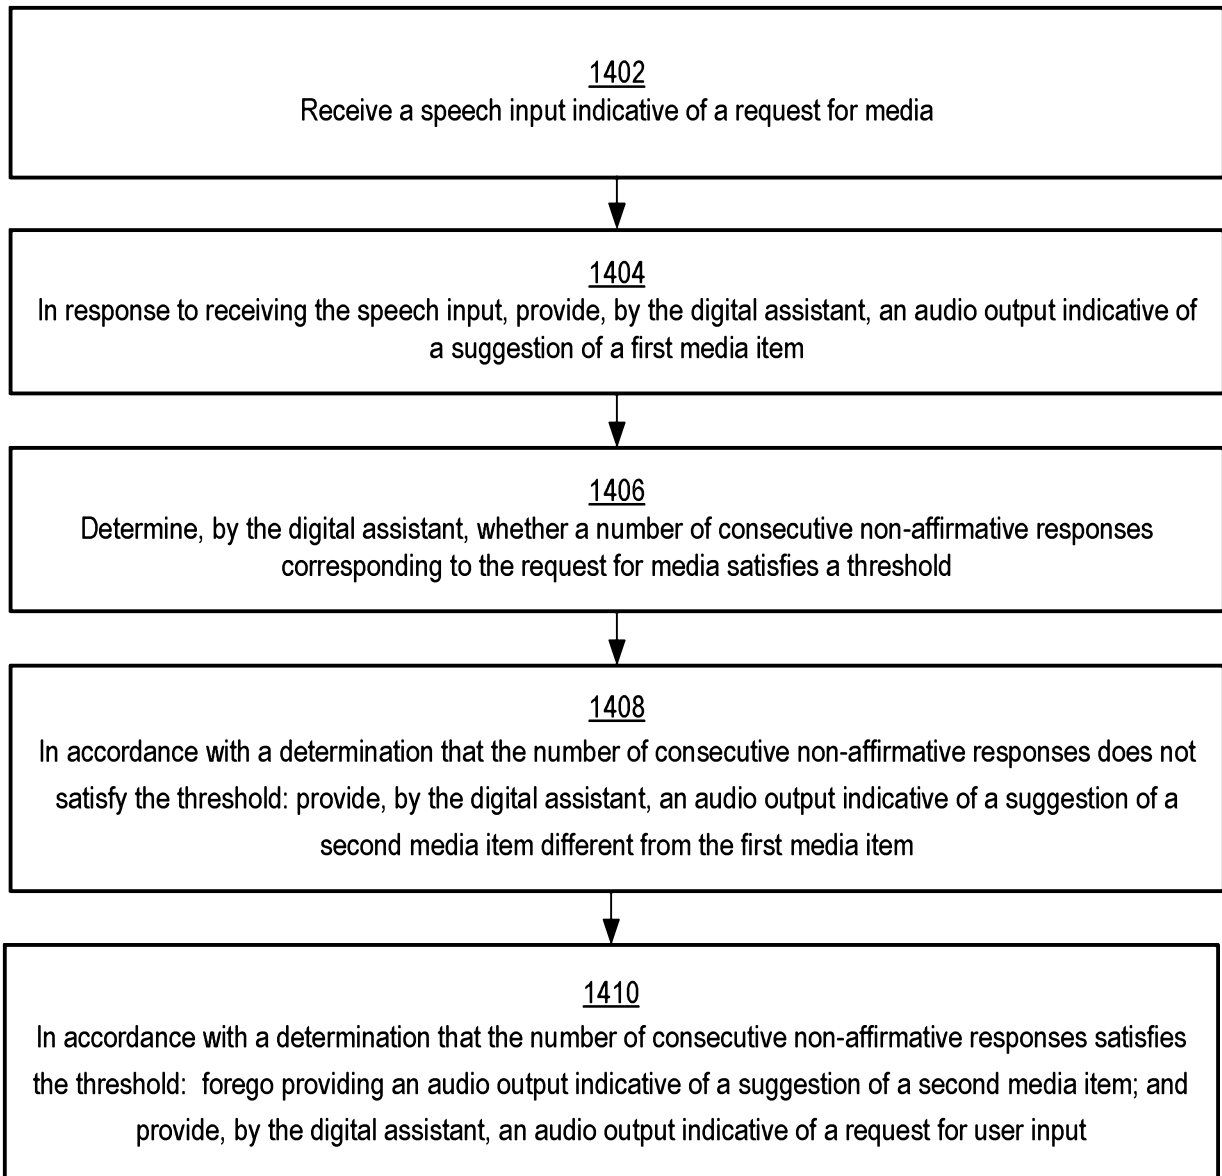 1402
Receive a speech input indicative of a request for media
1404
In response to receiving the speech input, provide, by the digital assistant, an audio output indicative of
a suggestion of a first media item
1406
Determine, by the digital assistant, whether a number of consecutive non-affirmative responses
corresponding to the request for media satisfies a threshold
1408
In accordance with a determination that the number of consecutive non-affirmative responses does not
satisfy the threshold: provide, by the digital assistant, an audio output indicative of a suggestion of a
second media item different from the first media item
1410
In accordance with a determination that the number of consecutive non-affirmative responses satisfies
the threshold:  forego providing an audio output indicative of a suggestion of a second media item; and
provide, by the digital assistant, an audio output indicative of a request for user input